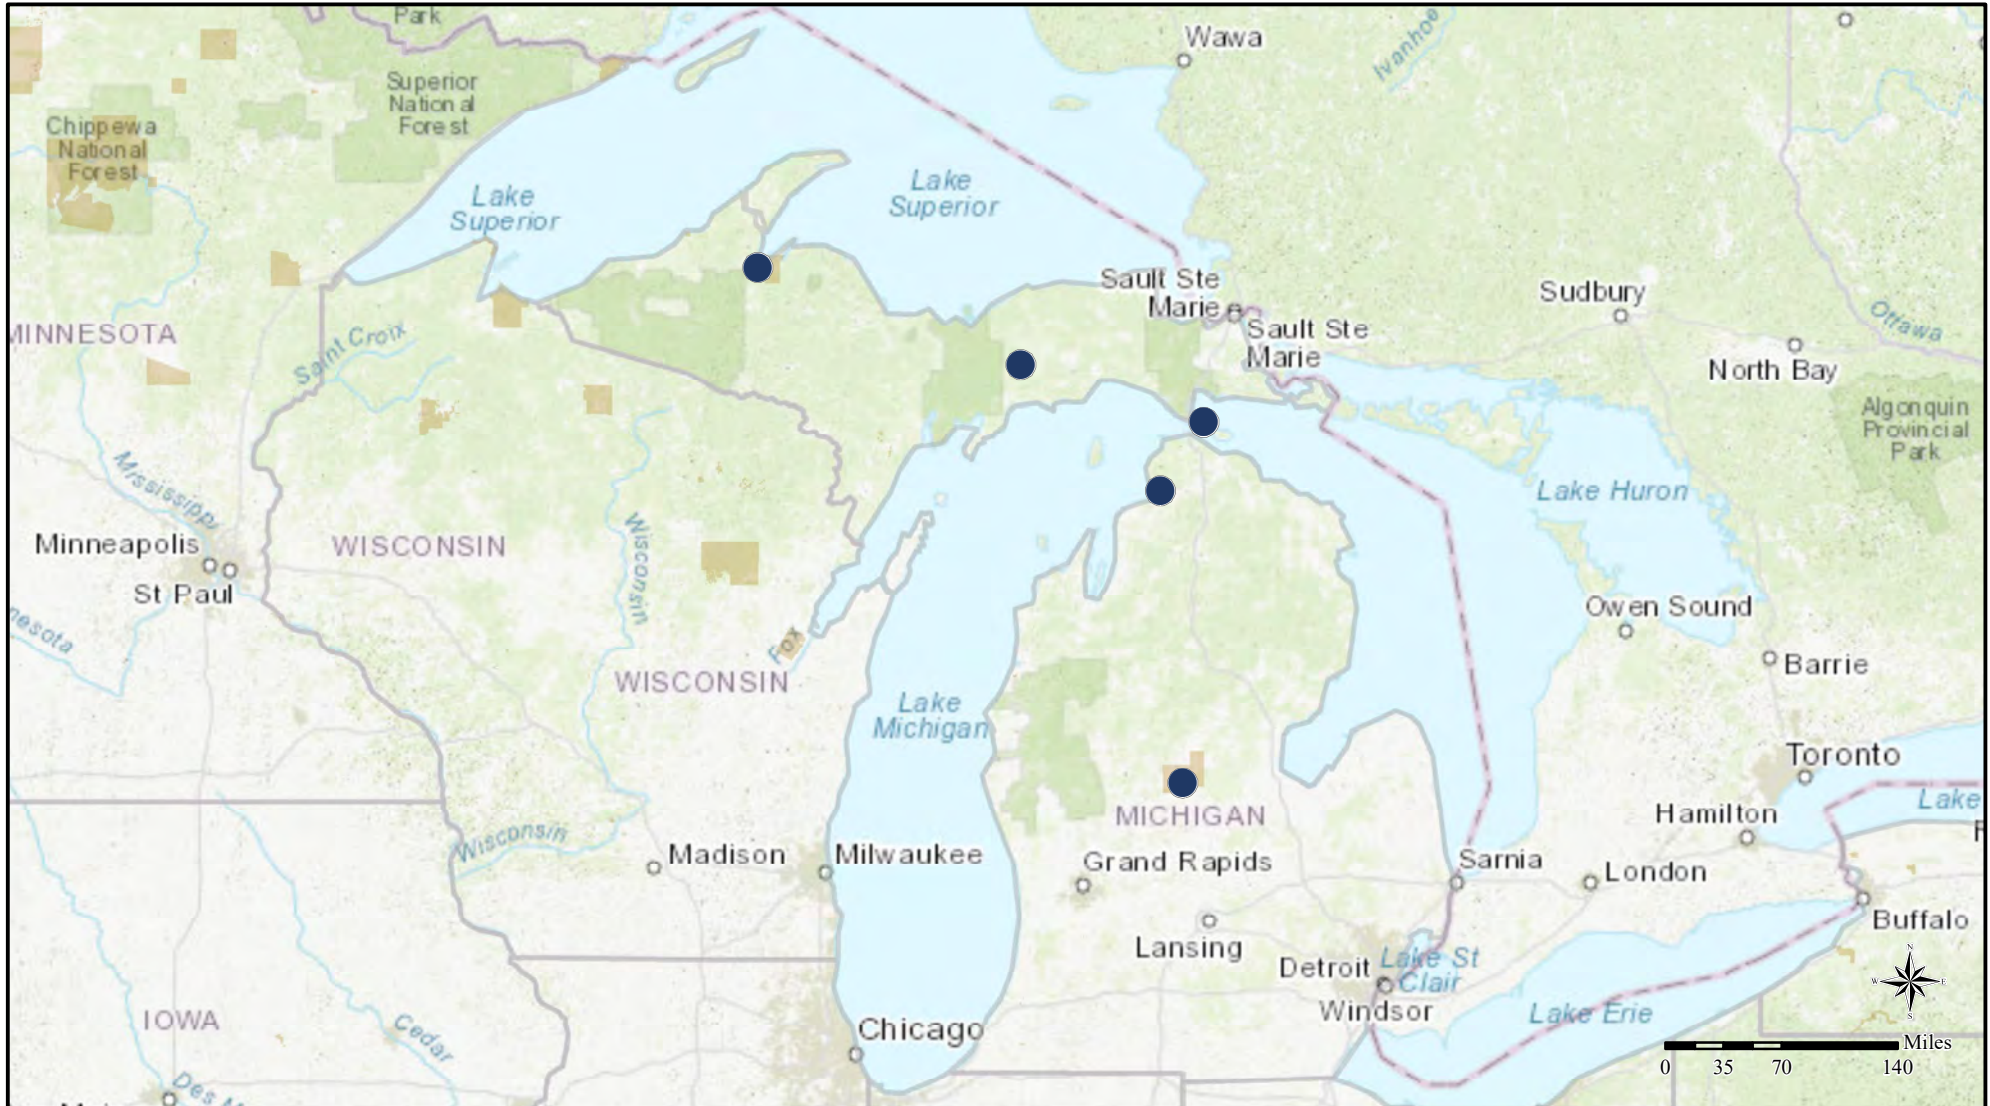 Park
Wawa
Ivanhoe
Superior
National
Forest
Chippewa
National
Forest
Lake
Superior
Lake
Superior
Sault Ste
Marie
Sault Ste
Marie
Sudbury
North Bay
Ottawa
Algonquin
Provincial
Park
MINNESOTA
Saint Croix
Mississippi
Minneapolis
St Paul
nesota
WISCONSIN
Wisconsin
WISCONSIN
Fox
Lake Huron
Owen Sound
Barrie
Lake
Michigan
Toronto
Hamilton
Lake
MICHIGAN
Wisconsin
Madison
Milwaukee
Grand Rapids
Sarnia
London
Lansing
Buffalo
Detroit
Lake St
Clair
Windsor
Lake Erie
IOWA
Cedar
Chicago
Des M
N
W
E
S
Miles
0 35 70 140